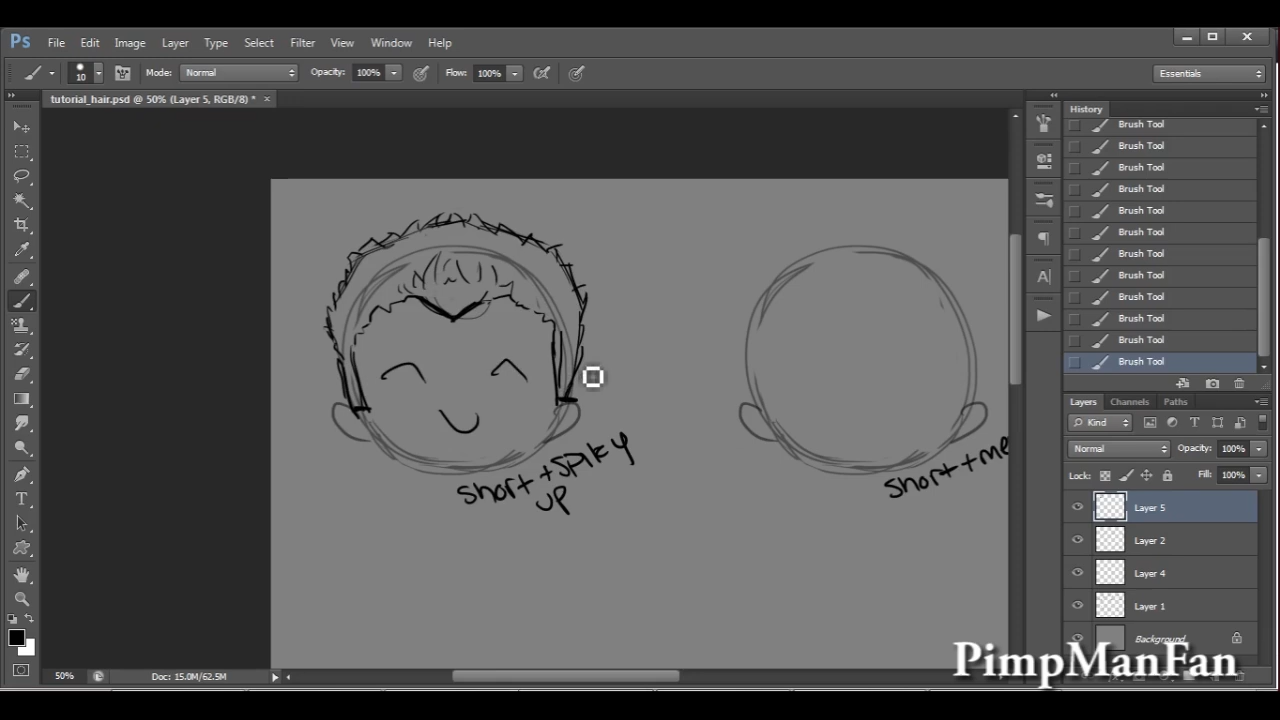 Ps File Edit Image Layer Type Select Filter View Window Help
10 Mode: Normal Opacity: 100% Flow: 100% Essentials
tutorial_hair.psd @ 50% (Layer 5, RGB/8) * ×
History
Brush Tool
Brush Tool
Brush Tool
Brush Tool
Brush Tool
Brush Tool
Brush Tool
Brush Tool
Brush Tool
Brush Tool
Brush Tool
Brush Tool
Layers Channels Paths
Kind
Normal Opacity: 100%
Lock: Fill: 100%
Layer 5
Layer 2
Layer 4
Layer 1
Background
short + spiky
up
short + me
50% Doc: 15.0M/62.5M
PimpManFan